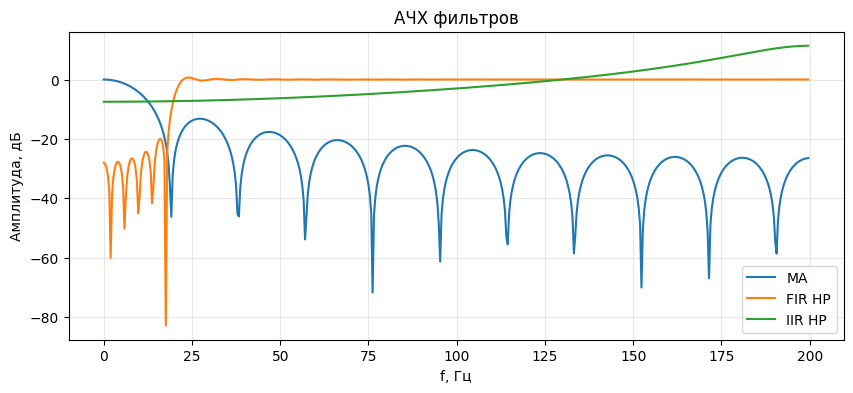 АЧХ фильтров
Амплитуда, дБ
0
−20
−40
−60
−80
0 25 50 75 100 125 150 175 200
f, Гц
MA
FIR HP
IIR HP